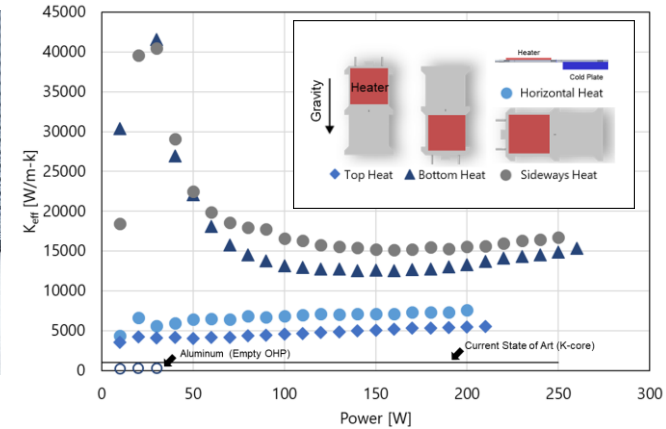 45000
40000
35000
30000
25000
20000
15000
10000
5000
0
Keff [W/m-k]
0
50
100
150
200
250
300
Power [W]
Gravity
Heater
Heater
Cold Plate
Horizontal Heat
Top Heat
Bottom Heat
Sideways Heat
Aluminum (Empty OHP)
Current State of Art (K-core)